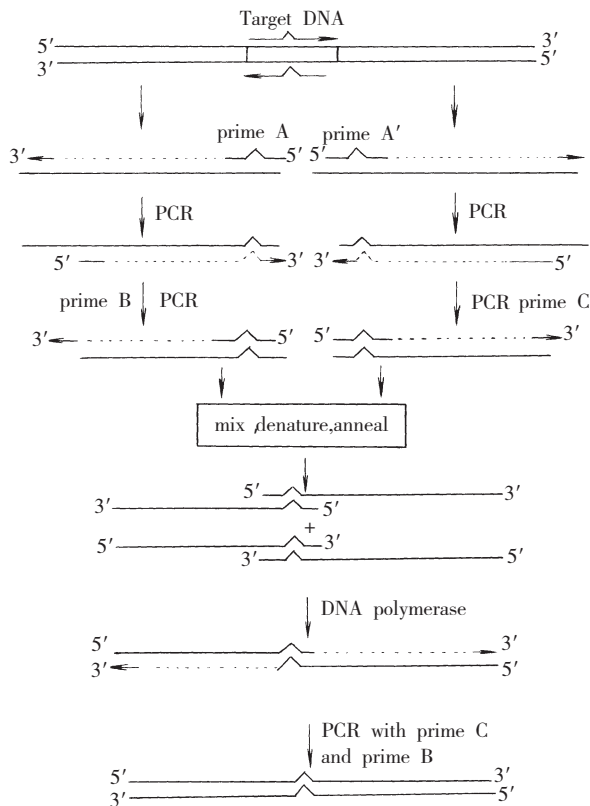 Target DNA
5′ 3′
3′ 5′
prime A prime A′
3′ 5′ 5′
PCR PCR
5′ 3′ 3′ 5′
prime B PCR PCR prime C
3′ 5′ 5′ 3′
mix ,denature,anneal
5′ 3′
3′ 5′
+
5′ 3′
3′ 5′
DNA polymerase
5′ 3′
3′ 5′
PCR with prime C
and prime B
5′ 3′
3′ 5′